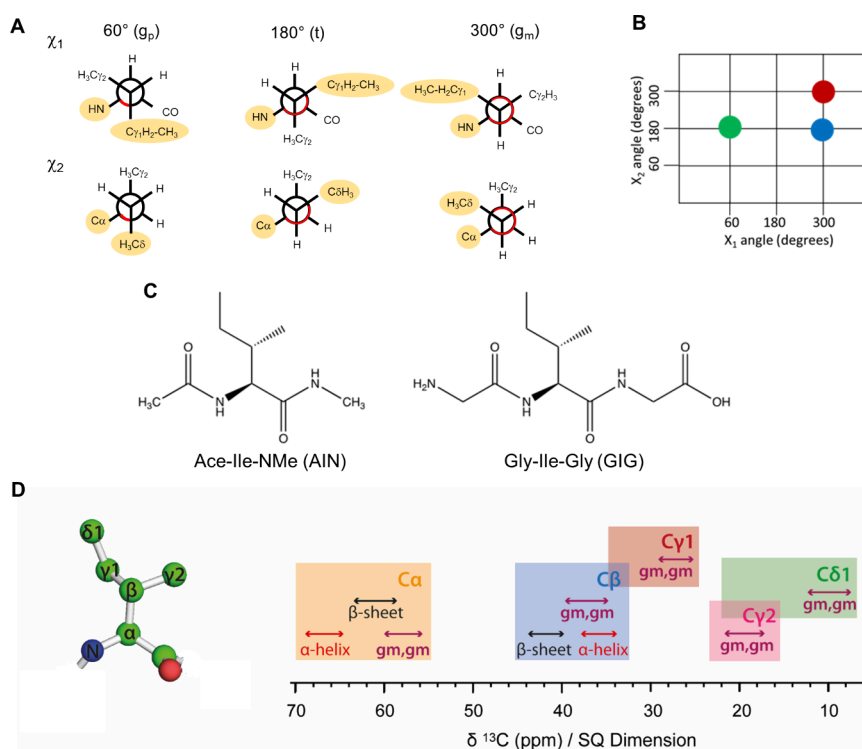 A
χ1
60° (gp)
180° (t)
300° (gm)
H
H3Cγ2
H
HN
CO
Cγ1H2-CH3
H
H
Cγ1H2-CH3
HN
CO
H3Cγ2
H
H3C-H2Cγ1
Cγ2H3
HN
CO
χ2
H3Cγ2
H
H
Cα
H3Cδ
H3Cγ2
CδH3
Cα
H
H
H3Cγ2
H3Cδ
H
Cα
H
B
X2 angle (degrees)
300
180
60
60
180
300
X1 angle (degrees)
C
O
H3C
N
H
O
H
N
CH3
Ace-Ile-NMe (AIN)
H2N
O
N
H
O
H
N
O
OH
Gly-Ile-Gly (GIG)
D
δ1
γ1
γ2
β
α
N
Cα
β-sheet
α-helix
gm,gm
Cβ
gm,gm
β-sheet
α-helix
Cγ1
gm,gm
Cγ2
gm,gm
Cδ1
gm,gm
70
60
50
40
30
20
10
δ 13C (ppm) / SQ Dimension